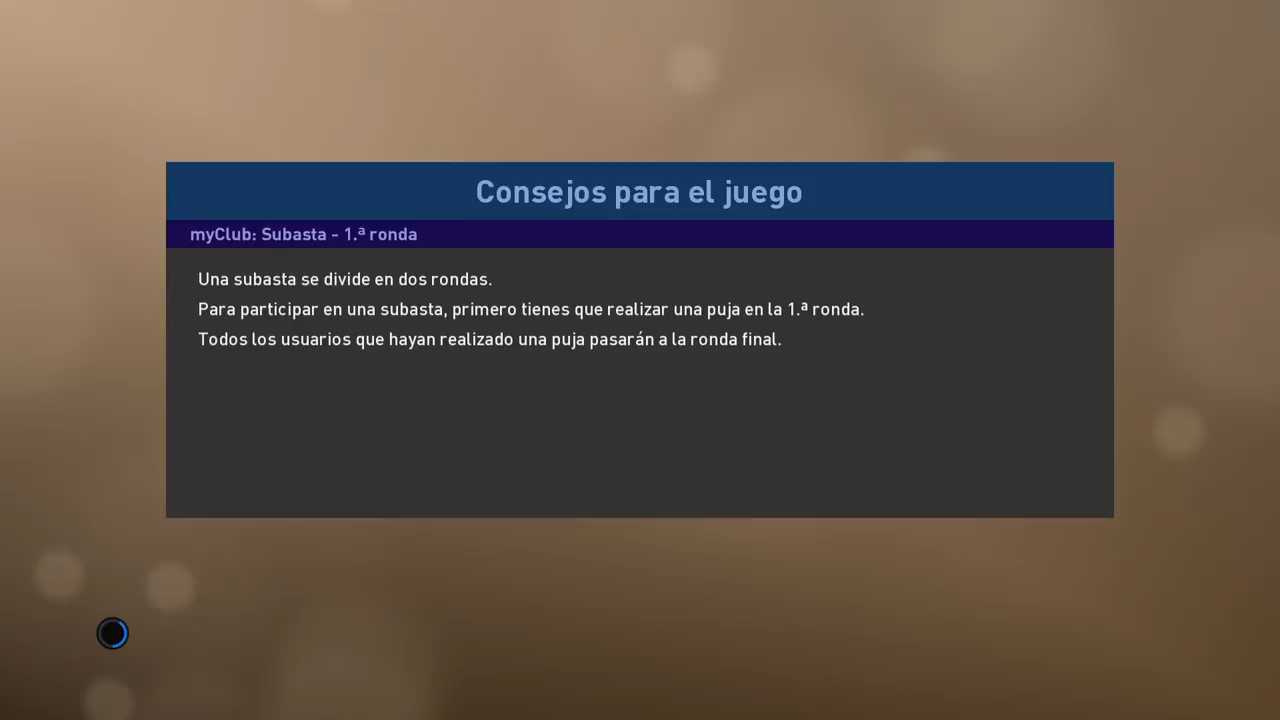 Consejos para el juego
myClub: Subasta - 1.ª ronda
Una subasta se divide en dos rondas.
Para participar en una subasta, primero tienes que realizar una puja en la 1.ª ronda.
Todos los usuarios que hayan realizado una puja pasarán a la ronda final.